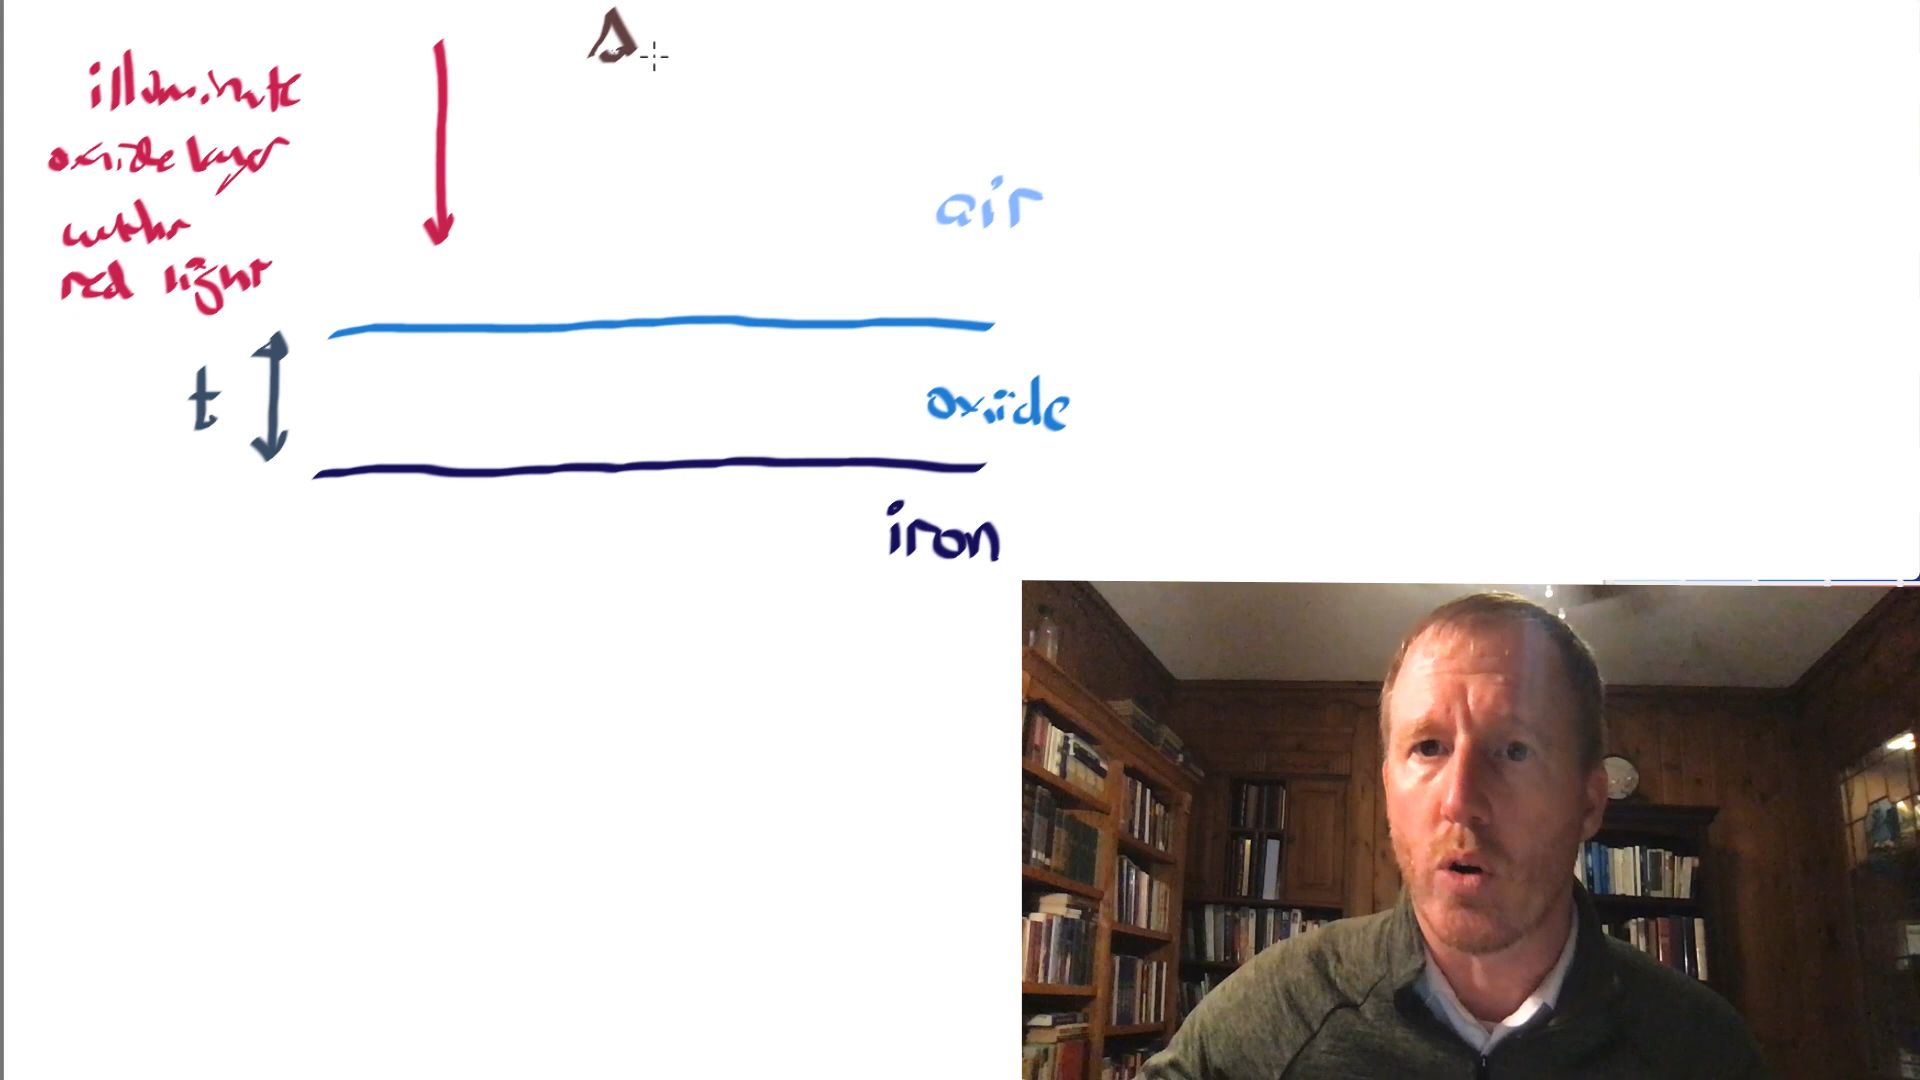 illuminate
oxide layer
with
red light
air
t
oxide
iron